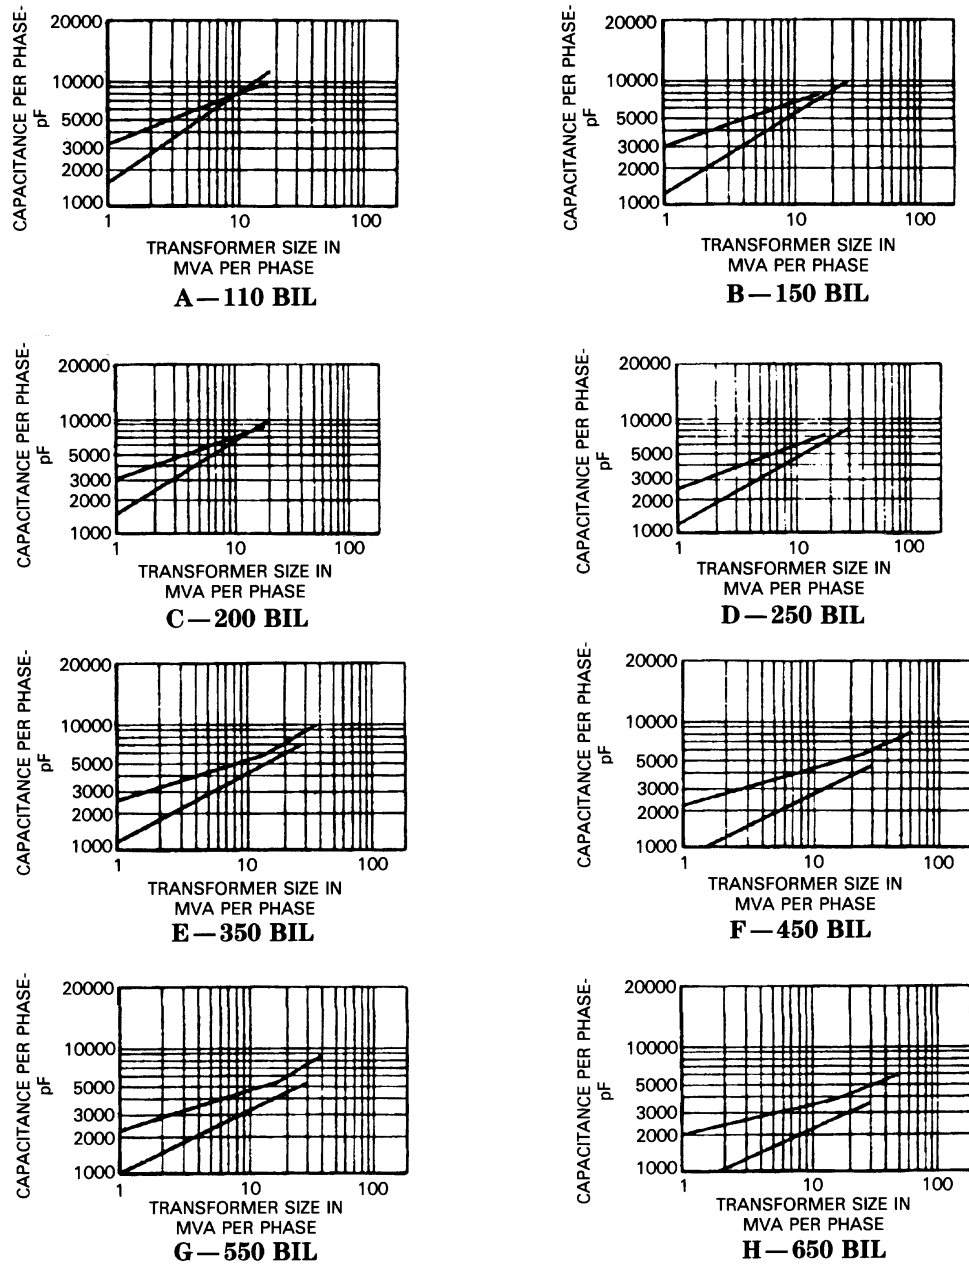 CAPACITANCE PER PHASE-
pF
20000
10000
5000
3000
2000
1000
1
10
100
TRANSFORMER SIZE IN
MVA PER PHASE
A—110 BIL
CAPACITANCE PER PHASE-
pF
20000
10000
5000
3000
2000
1000
1
10
100
TRANSFORMER SIZE IN
MVA PER PHASE
B—150 BIL
CAPACITANCE PER PHASE-
pF
20000
10000
5000
3000
2000
1000
1
10
100
TRANSFORMER SIZE IN
MVA PER PHASE
C—200 BIL
CAPACITANCE PER PHASE-
pF
20000
10000
5000
3000
2000
1000
1
10
100
TRANSFORMER SIZE IN
MVA PER PHASE
D—250 BIL
CAPACITANCE PER PHASE-
pF
20000
10000
5000
3000
2000
1000
1
10
100
TRANSFORMER SIZE IN
MVA PER PHASE
E—350 BIL
CAPACITANCE PER PHASE-
pF
20000
10000
5000
3000
2000
1000
1
10
100
TRANSFORMER SIZE IN
MVA PER PHASE
F—450 BIL
CAPACITANCE PER PHASE-
pF
20000
10000
5000
3000
2000
1000
1
10
100
TRANSFORMER SIZE IN
MVA PER PHASE
G—550 BIL
CAPACITANCE PER PHASE-
pF
20000
10000
5000
3000
2000
1000
1
10
100
TRANSFORMER SIZE IN
MVA PER PHASE
H—650 BIL